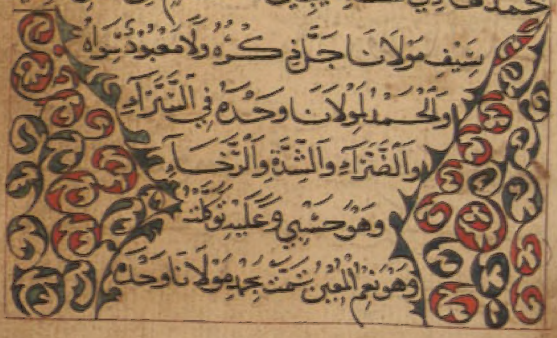 سيف مولانا جل ذكره ولا معبود سواه
والحمد لمولانا وحده في السراء
والضراء والشدة والرخاء
وهو حسبي وعليه توكلت
وهو نعم المعين تمت بحمد مولانا وحده